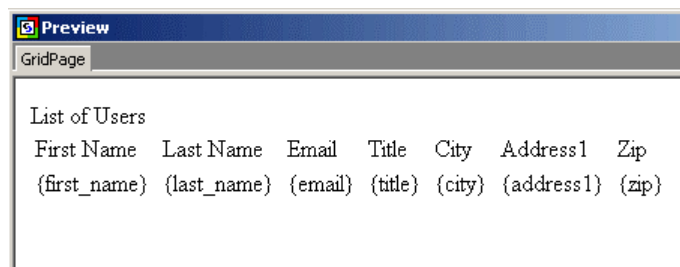 Preview
GridPage
List of Users
First Name Last Name Email Title City Address1 Zip
{first_name} {last_name} {email} {title} {city} {address1} {zip}